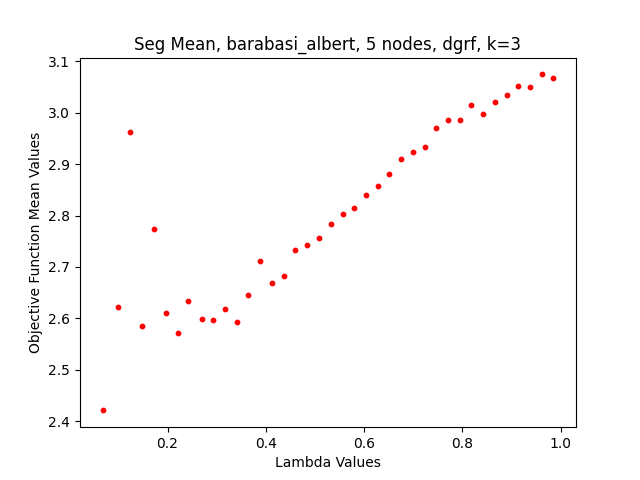 Seg Mean, barabasi_albert, 5 nodes, dgrf, k=3
3.1
3.0
2.9
2.8
2.7
2.6
2.5
2.4
Objective Function Mean Values
0.2 0.4 0.6 0.8 1.0
Lambda Values